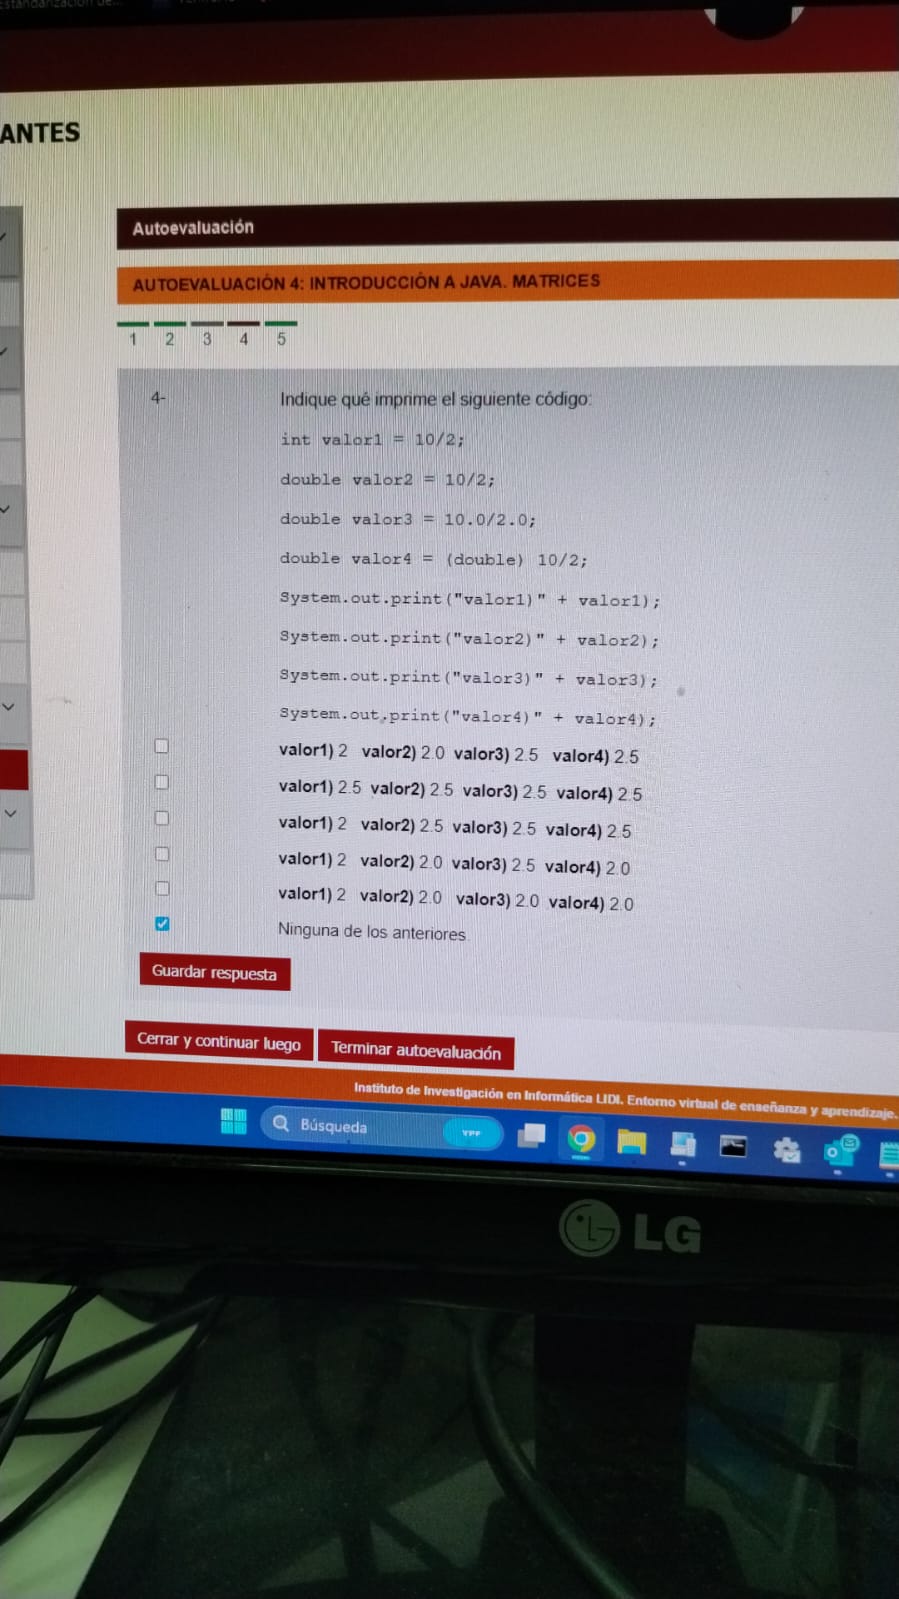 ANTES
Autoevaluación
AUTOEVALUACIÓN 4: INTRODUCCIÓN A JAVA. MATRICES
1 2 3 4 5
4- Indique qué imprime el siguiente código:
int valor1 = 10/2;
double valor2 = 10/2;
double valor3 = 10.0/2.0;
double valor4 = (double) 10/2;
System.out.print("valor1)" + valor1);
System.out.print("valor2)" + valor2);
System.out.print("valor3)" + valor3);
System.out.print("valor4)" + valor4);
valor1) 2 valor2) 2.0 valor3) 2.5 valor4) 2.5
valor1) 2.5 valor2) 2.5 valor3) 2.5 valor4) 2.5
valor1) 2 valor2) 2.5 valor3) 2.5 valor4) 2.5
valor1) 2 valor2) 2.0 valor3) 2.5 valor4) 2.0
valor1) 2 valor2) 2.0 valor3) 2.0 valor4) 2.0
Ninguna de los anteriores.
Guardar respuesta
Cerrar y continuar luego Terminar autoevaluación
Instituto de Investigación en Informática LIDI. Entorno virtual de enseñanza y aprendizaje.
Búsqueda YPF
LG